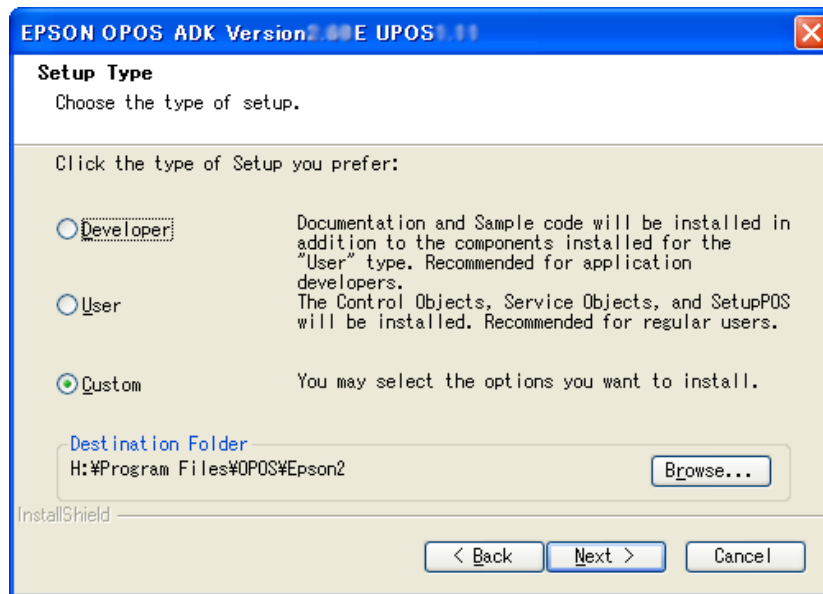 EPSON OPOS ADK Version E UPOS
Setup Type
Choose the type of setup.
Click the type of Setup you prefer:
Developer
Documentation and Sample code will be installed in
addition to the components installed for the
"User" type. Recommended for application
developers.
User
The Control Objects, Service Objects, and SetupPOS
will be installed. Recommended for regular users.
Custom
You may select the options you want to install.
Destination Folder
H:¥Program Files¥OPOS¥Epson2
Browse...
InstallShield
< Back
Next >
Cancel